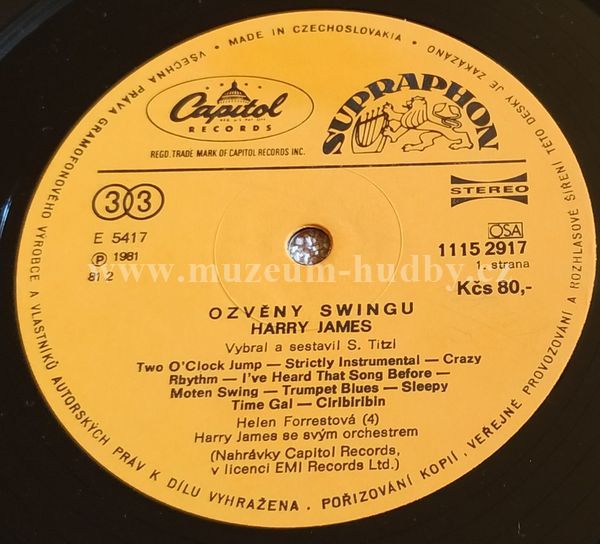 VŠECHNA PRÁVA GRAMOFONOVÉHO VÝROBCE A VLASTNÍKŮ AUTORSKÝCH PRÁV K DÍLU VYHRAŽENA. POŘIZOVÁNÍ KOPIÍ, VEŘEJNÉ PROVOZOVÁNÍ A ROZHLASOVÉ ŠÍŘENÍ TÉTO DESKY JE ZAKÁZÁNO
• MADE IN CZECHOSLOVAKIA •
Capitol
RECORDS
REGD. TRADE MARK OF CAPITOL RECORDS INC.
SUPRAPHON
33
STEREO
E 5417
℗ 1981
81 2
OSA
1115 2917
1. strana
Kčs 80,-
www.muzeum-hudby.cz
OZVĚNY SWINGU
HARRY JAMES
Vybral a sestavil S. Titzl
Two O'Clock Jump — Strictly Instrumental — Crazy
Rhythm — I've Heard That Song Before —
Moten Swing — Trumpet Blues — Sleepy
Time Gal — Ciribiribin
Helen Forrestová (4)
Harry James se svým orchestrem
(Nahrávky Capitol Records,
v licenci EMI Records Ltd.)